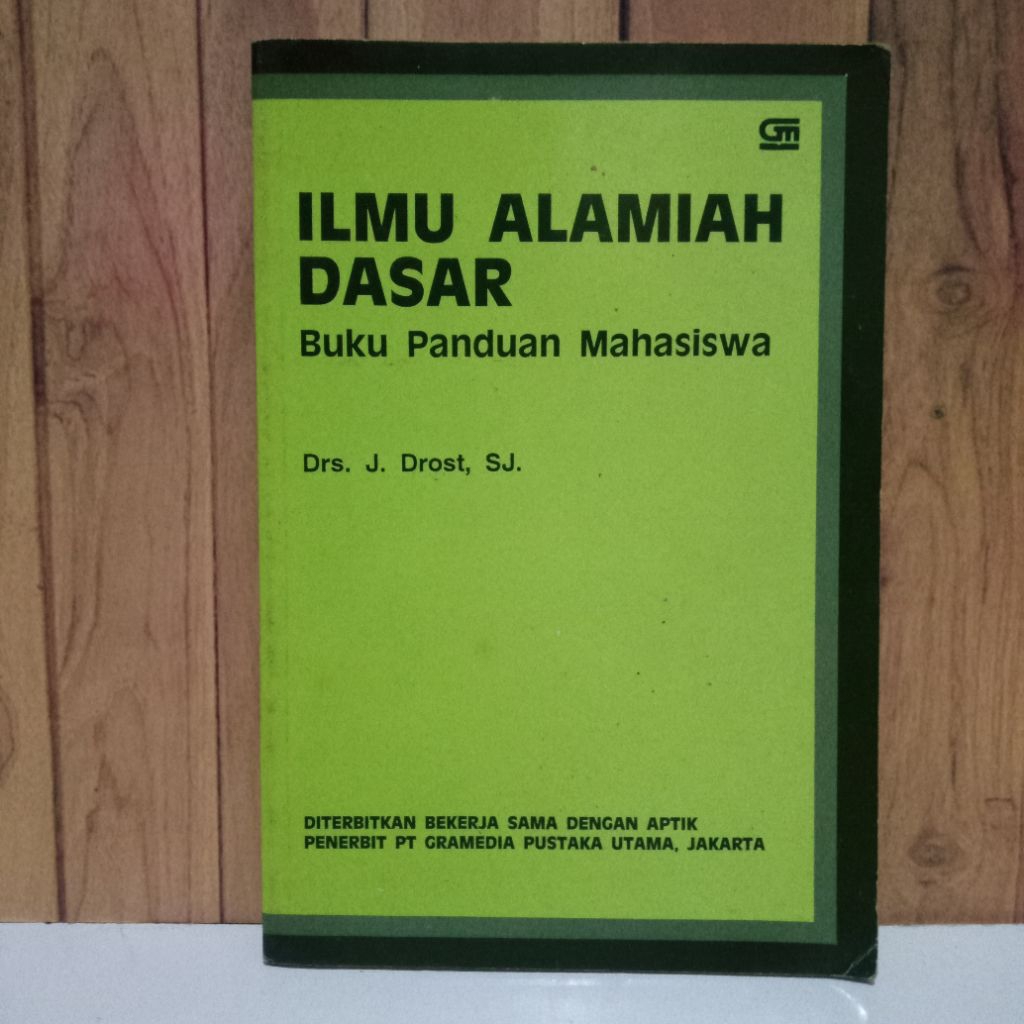 GM
ILMU ALAMIAH
DASAR
Buku Panduan Mahasiswa
Drs. J. Drost, SJ.
DITERBITKAN BEKERJA SAMA DENGAN APTIK
PENERBIT PT GRAMEDIA PUSTAKA UTAMA, JAKARTA